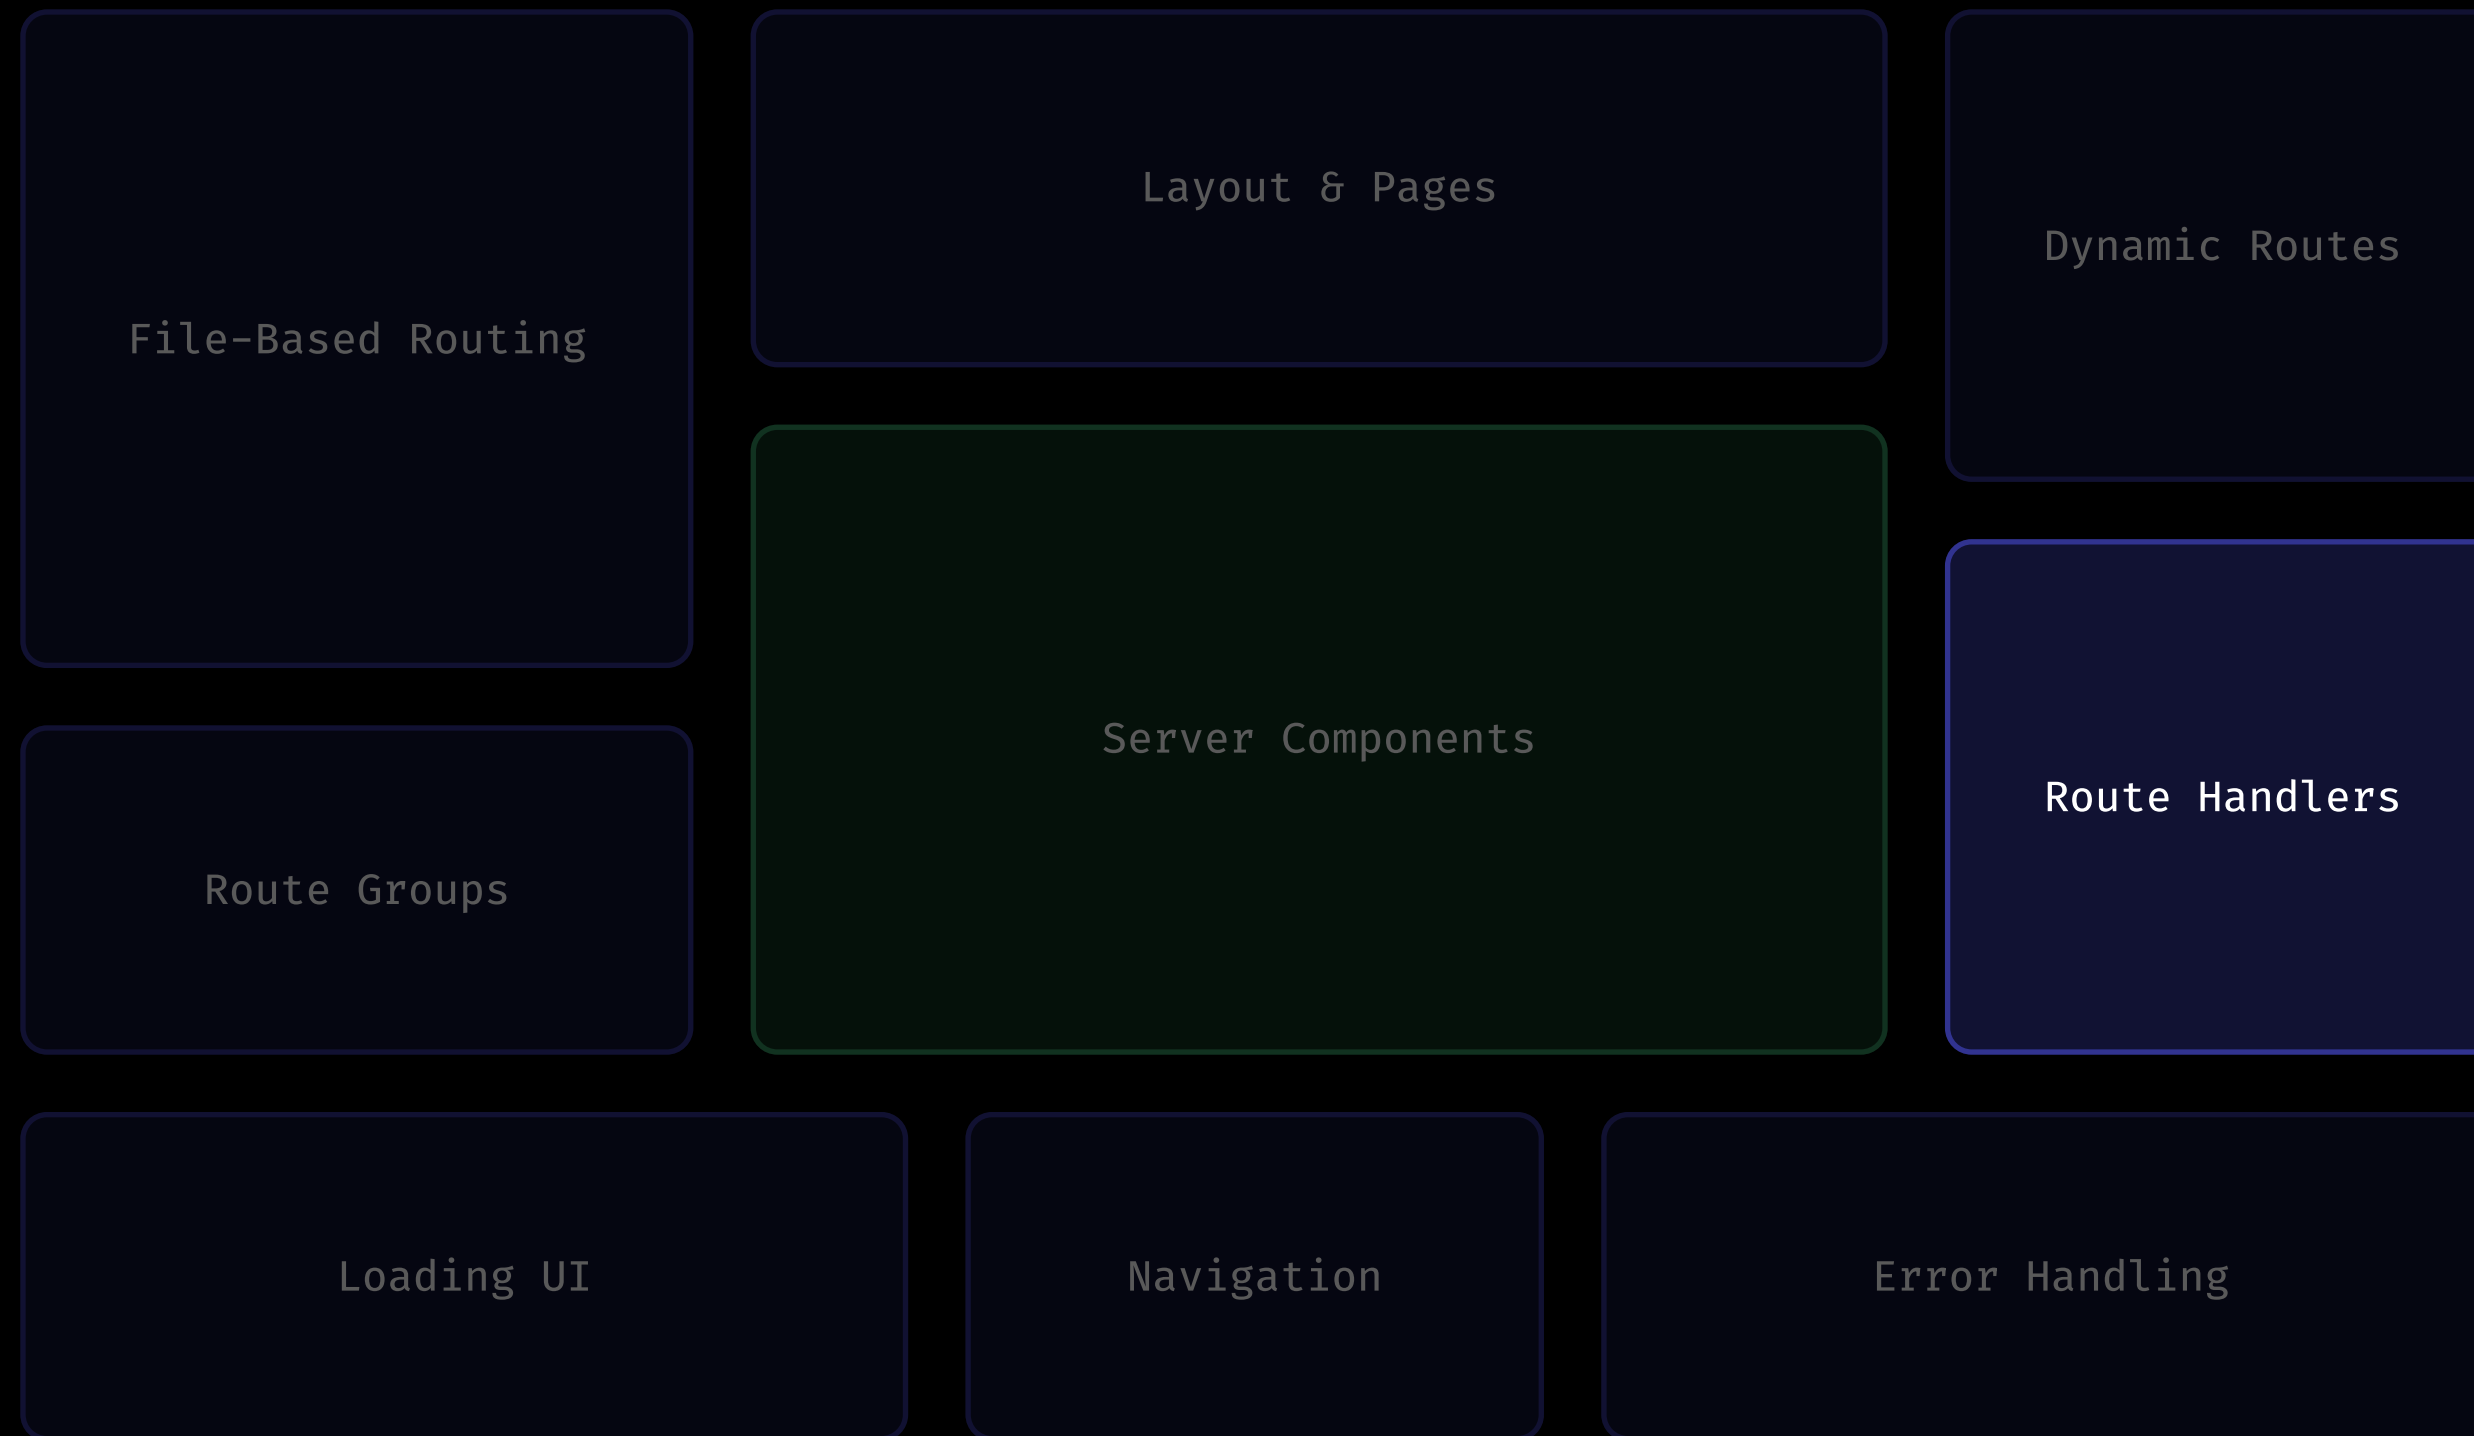 File-Based Routing
Layout & Pages
Dynamic Routes
Server Components
Route Handlers
Route Groups
Loading UI
Navigation
Error Handling